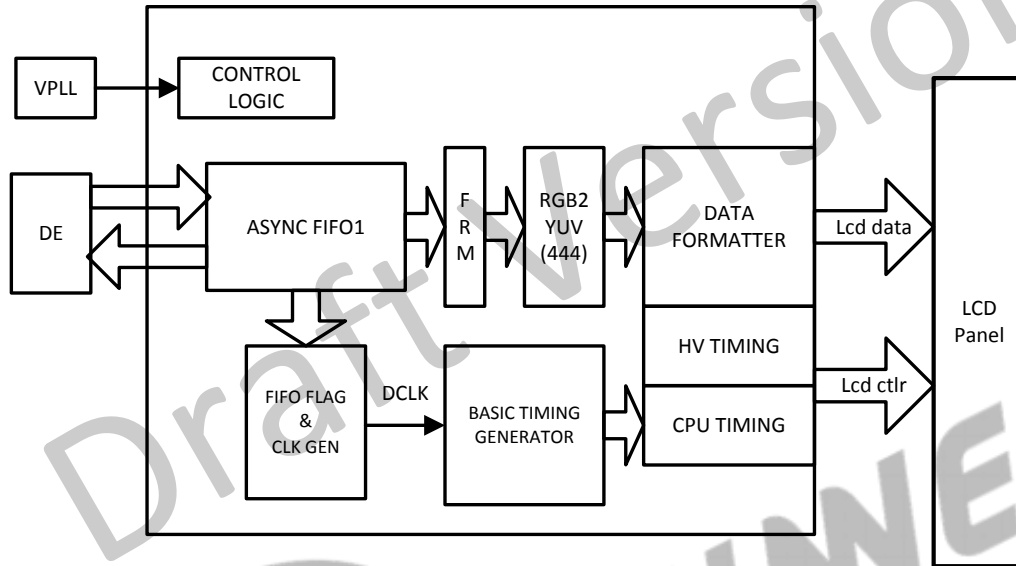 VPLL
CONTROL
LOGIC
DE
ASYNC FIFO1
F
R
M
RGB2
YUV
(444)
DATA
FORMATTER
Lcd data
LCD
Panel
HV TIMING
Lcd ctlr
CPU TIMING
FIFO FLAG
&
CLK GEN
DCLK
BASIC TIMING
GENERATOR
Draft Version